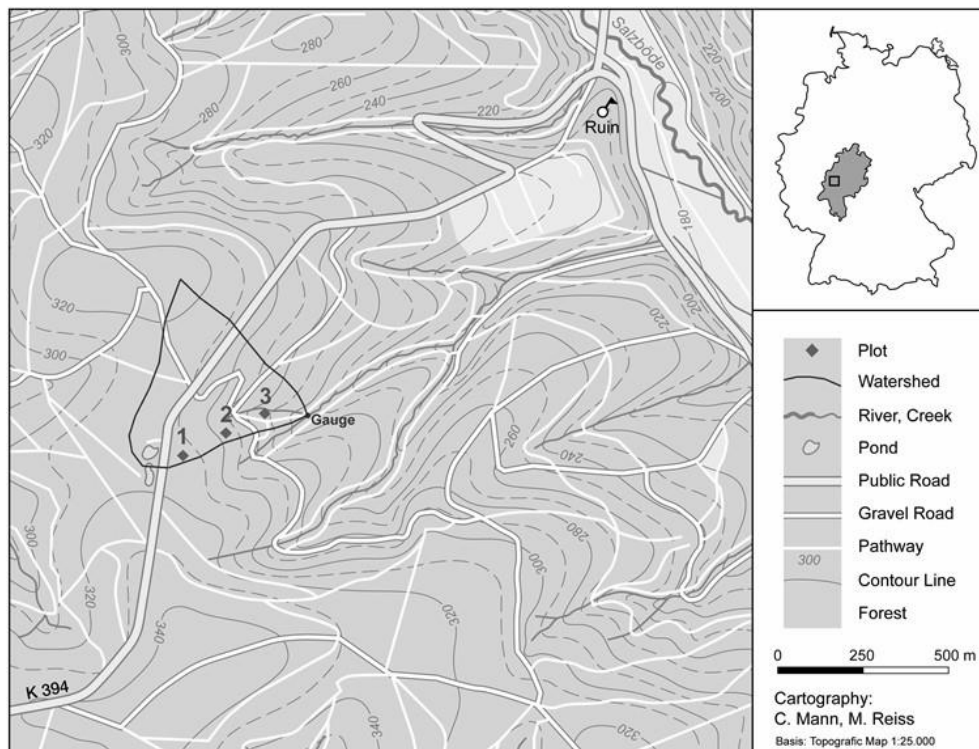 300
280
260
240
280
220
320
Salzböde
220
200
Ruin
180
320
300
200
220
1
2
3
Gauge
260
240
280
300
300
320
320
340
340
K 394
Plot
Watershed
River, Creek
Pond
Public Road
Gravel Road
Pathway
300
Contour Line
Forest
0 250 500 m
Cartography:
C. Mann, M. Reiss
Basis: Topografic Map 1:25.000